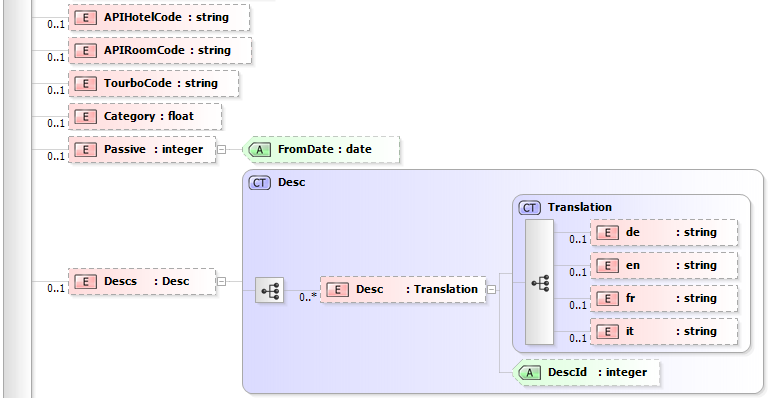 E APIHotelCode : string
0..1
E APIRoomCode : string
0..1
E TourboCode : string
0..1
E Category : float
0..1
E Passive : integer
0..1
A FromDate : date
CT Desc
CT Translation
E de : string
0..1
E en : string
0..1
E Descs : Desc
0..1
E Desc : Translation
0..*
E fr : string
0..1
E it : string
0..1
A DescId : integer